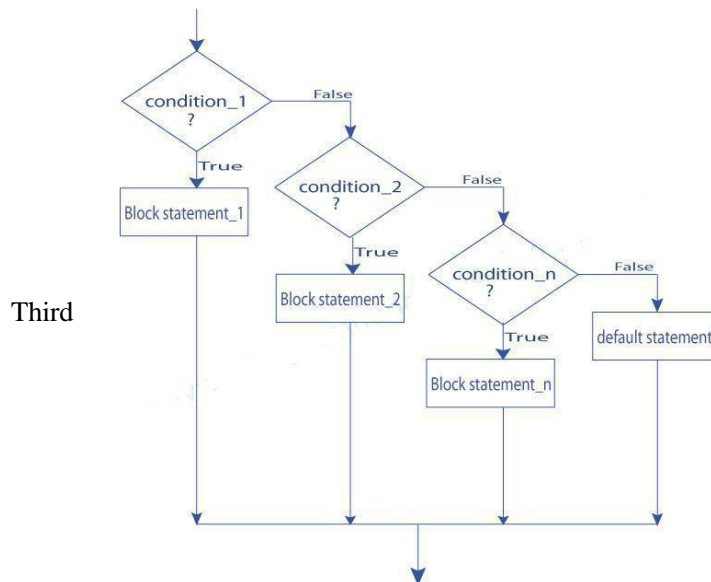 condition_1
?
False
True
Block statement_1
condition_2
?
False
True
Block statement_2
condition_n
?
False
True
Block statement_n
default statement
Third